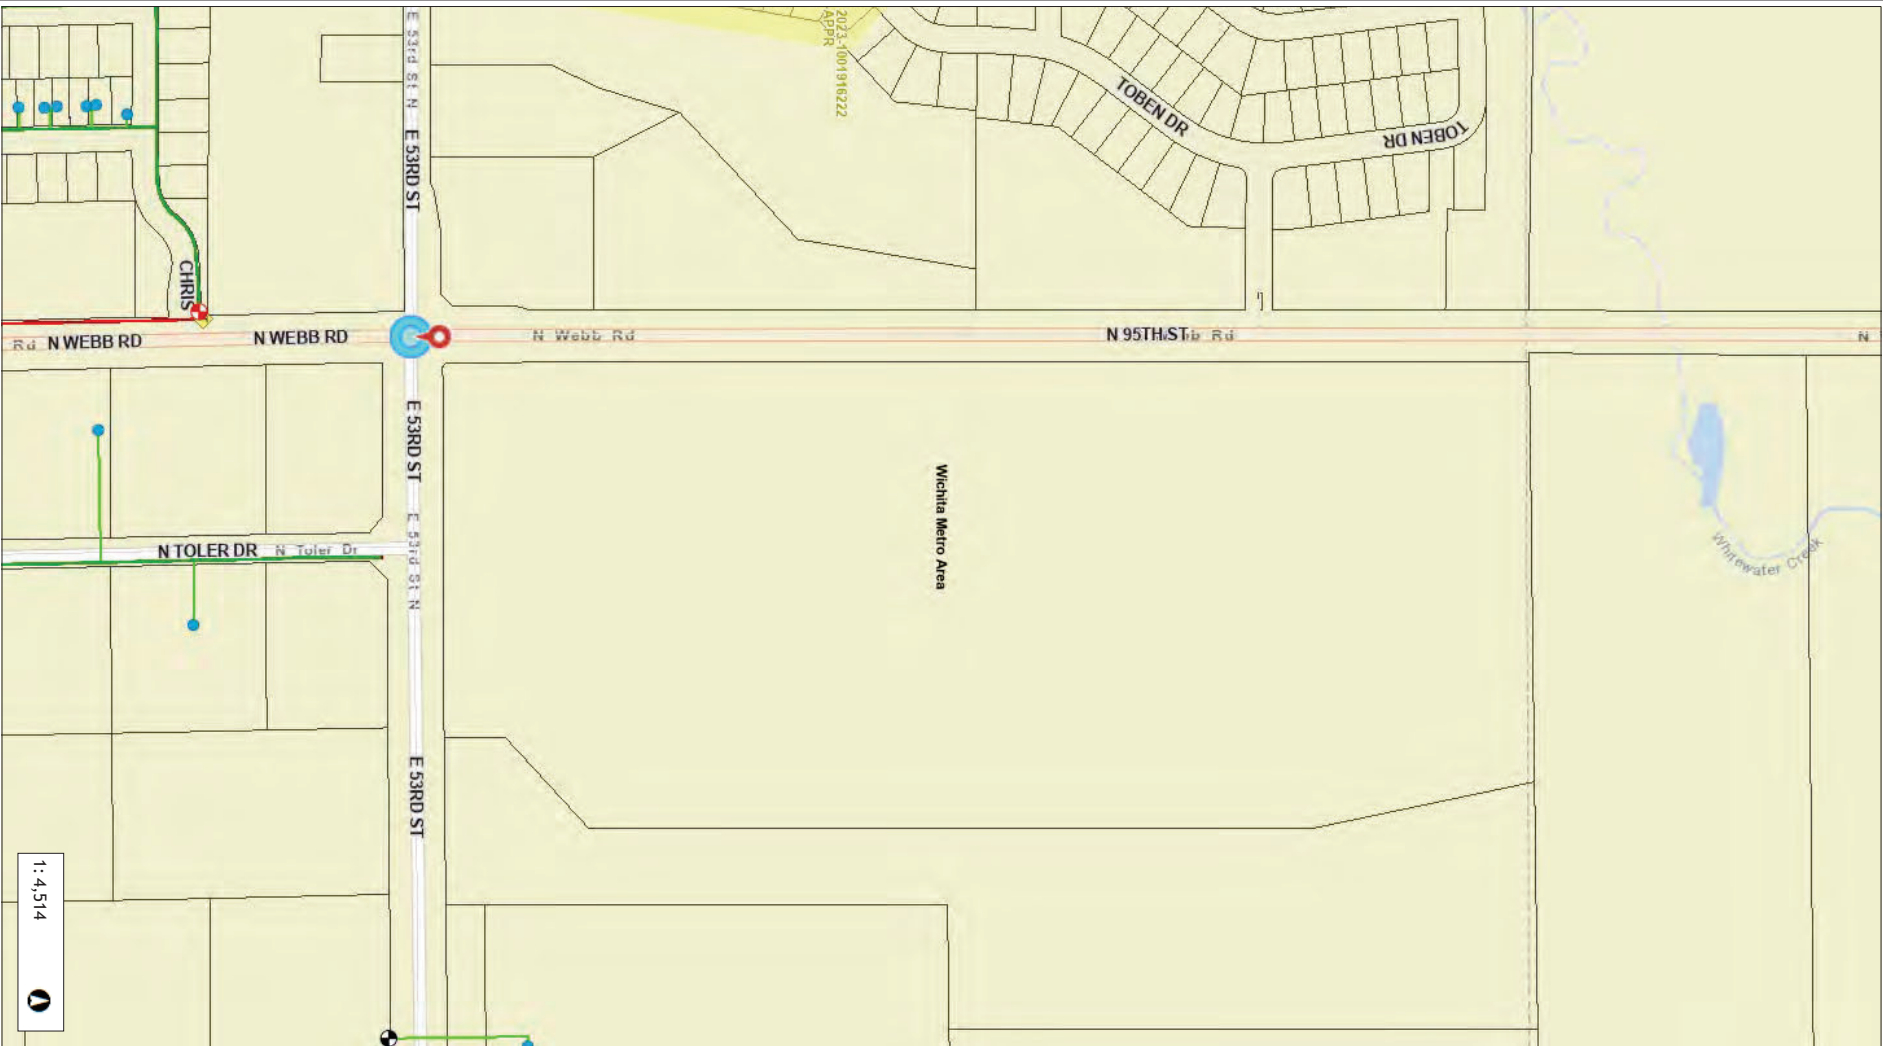 E 53rd St N
2023-1001916222
APPR
TOBEN DR
TOBEN DR
E 53RD ST
CHRIS
Rd
N WEBB RD
N WEBB RD
N Webb Rd
N 95TH ST
bb Rd
N
E 53RD ST
Wichita Metro Area
E 53rd St N
N TOLER DR
N Toler Dr
Whitewater Creek
E 53RD ST
1: 4,514